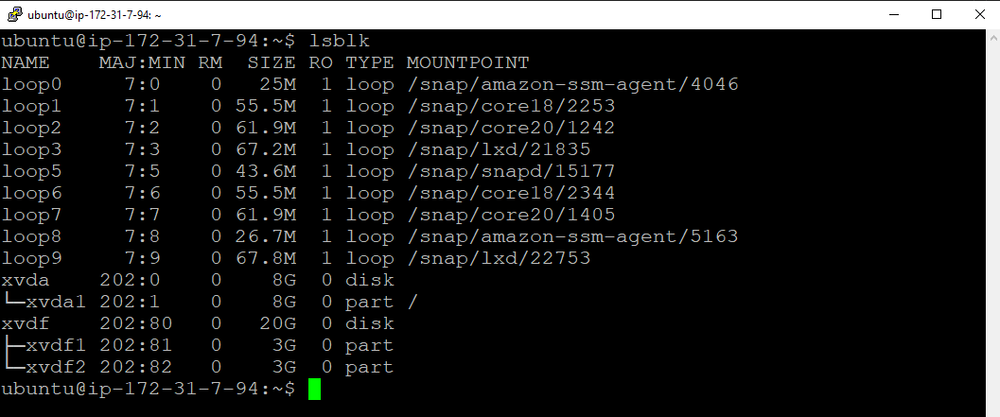 ubuntu@ip-172-31-7-94: ~
ubuntu@ip-172-31-7-94:~$ lsblk
NAME    MAJ:MIN RM  SIZE RO TYPE MOUNTPOINT
loop0     7:0    0   25M  1 loop /snap/amazon-ssm-agent/4046
loop1     7:1    0 55.5M  1 loop /snap/core18/2253
loop2     7:2    0 61.9M  1 loop /snap/core20/1242
loop3     7:3    0 67.2M  1 loop /snap/lxd/21835
loop5     7:5    0 43.6M  1 loop /snap/snapd/15177
loop6     7:6    0 55.5M  1 loop /snap/core18/2344
loop7     7:7    0 61.9M  1 loop /snap/core20/1405
loop8     7:8    0 26.7M  1 loop /snap/amazon-ssm-agent/5163
loop9     7:9    0 67.8M  1 loop /snap/lxd/22753
xvda    202:0    0    8G  0 disk
└─xvda1 202:1    0    8G  0 part /
xvdf    202:80   0   20G  0 disk
├─xvdf1 202:81   0    3G  0 part
└─xvdf2 202:82   0    3G  0 part
ubuntu@ip-172-31-7-94:~$